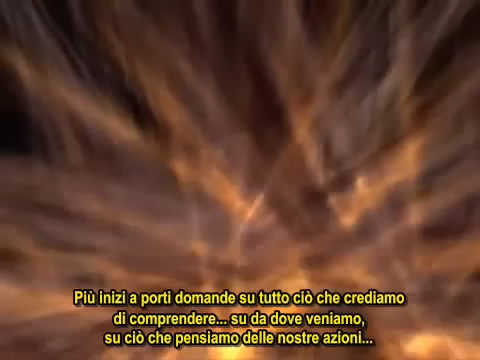 Più inizi a porti domande su tutto ciò che crediamo
di comprendere... su da dove veniamo,
su ciò che pensiamo delle nostre azioni...